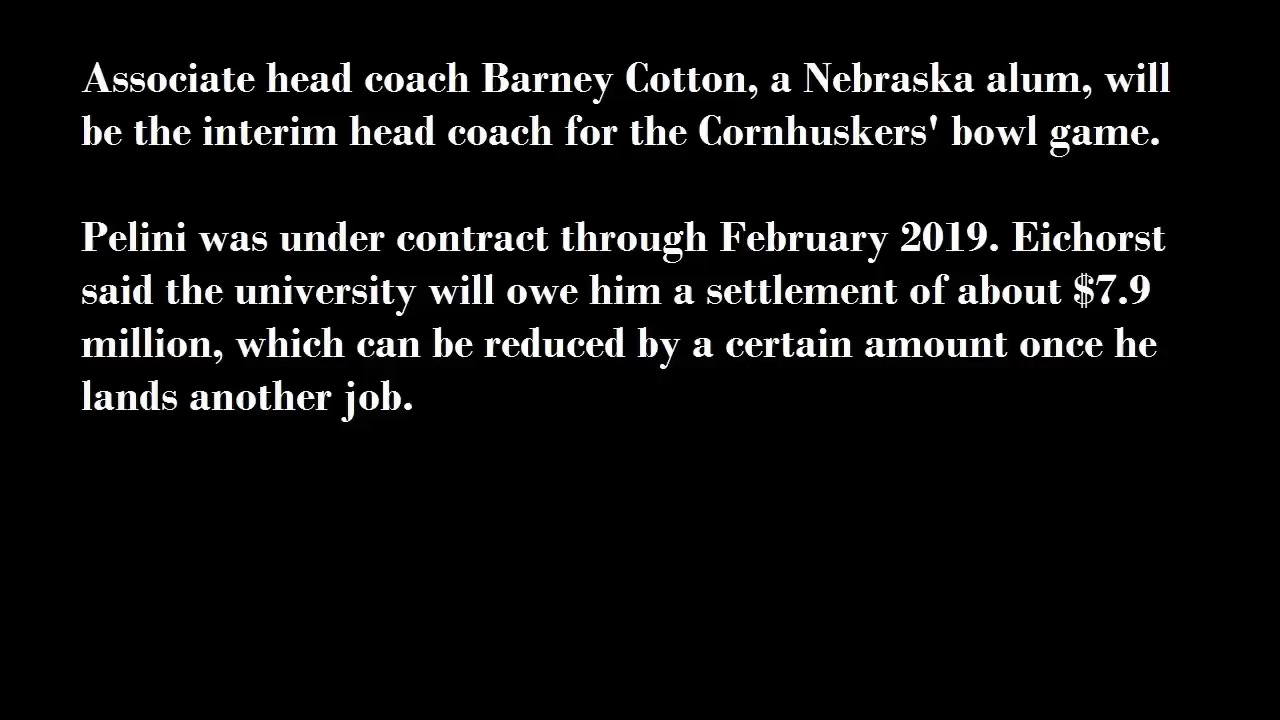 Associate head coach Barney Cotton, a Nebraska alum, will
be the interim head coach for the Cornhuskers' bowl game.
Pelini was under contract through February 2019. Eichorst
said the university will owe him a settlement of about $7.9
million, which can be reduced by a certain amount once he
lands another job.